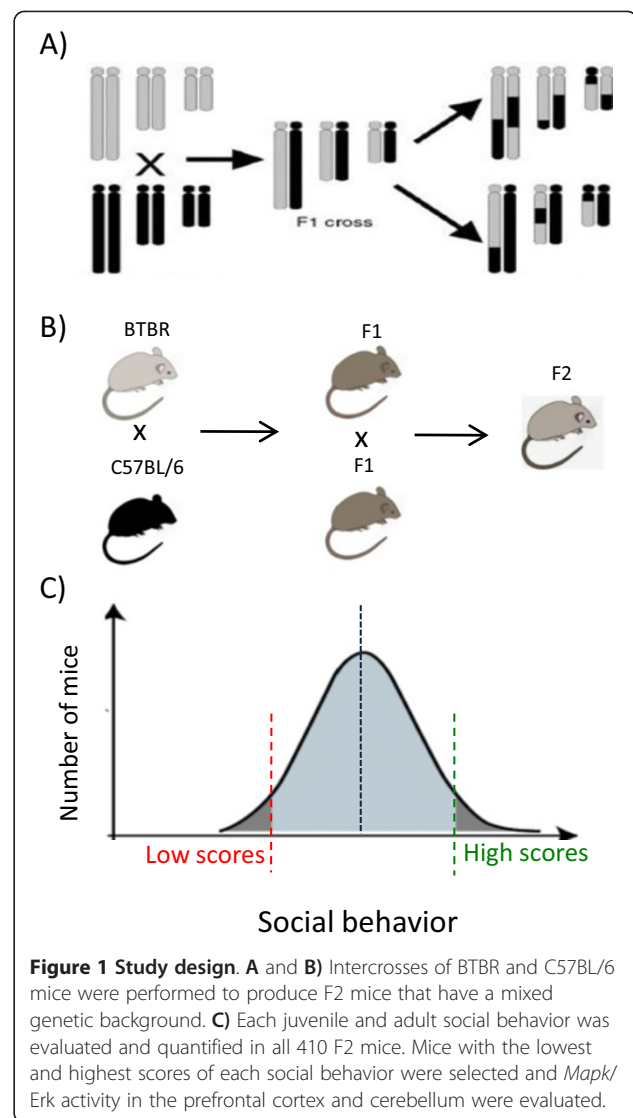 A)
X
F1 cross
B)
BTBR F1
F2
X X
C57BL/6 F1
C)
Number of mice
Low scores High scores
Social behavior
Figure 1 Study design. A and B) Intercrosses of BTBR and C57BL/6
mice were performed to produce F2 mice that have a mixed
genetic background. C) Each juvenile and adult social behavior was
evaluated and quantified in all 410 F2 mice. Mice with the lowest
and highest scores of each social behavior were selected and Mapk/
Erk activity in the prefrontal cortex and cerebellum were evaluated.